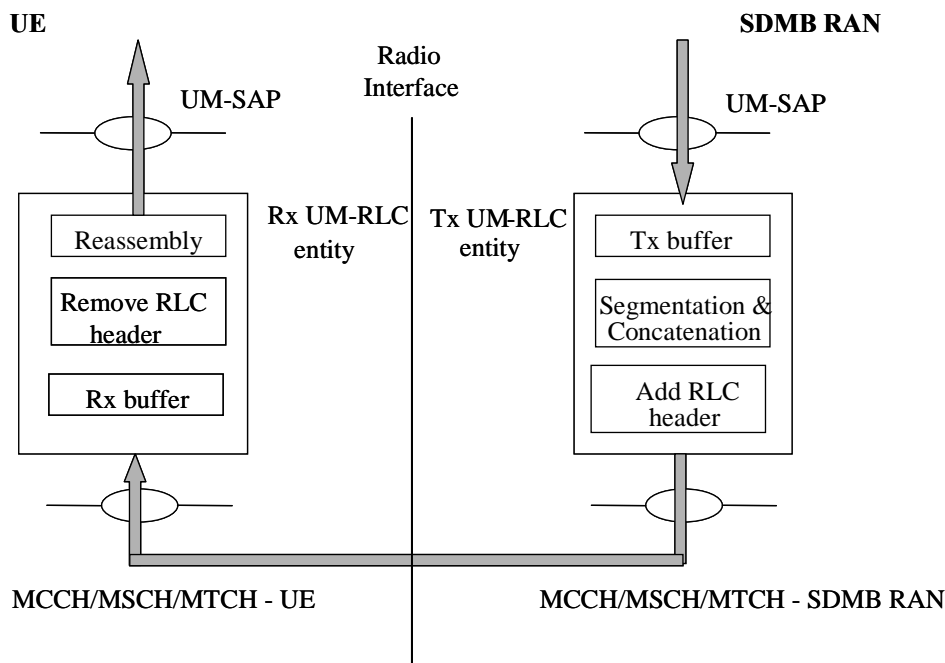 UE
SDMB RAN
Radio
Interface
UM-SAP
UM-SAP
Rx UM-RLC
entity
Tx UM-RLC
entity
Reassembly
Remove RLC
header
Rx buffer
Tx buffer
Segmentation &
Concatenation
Add RLC
header
MCCH/MSCH/MTCH - UE
MCCH/MSCH/MTCH - SDMB RAN